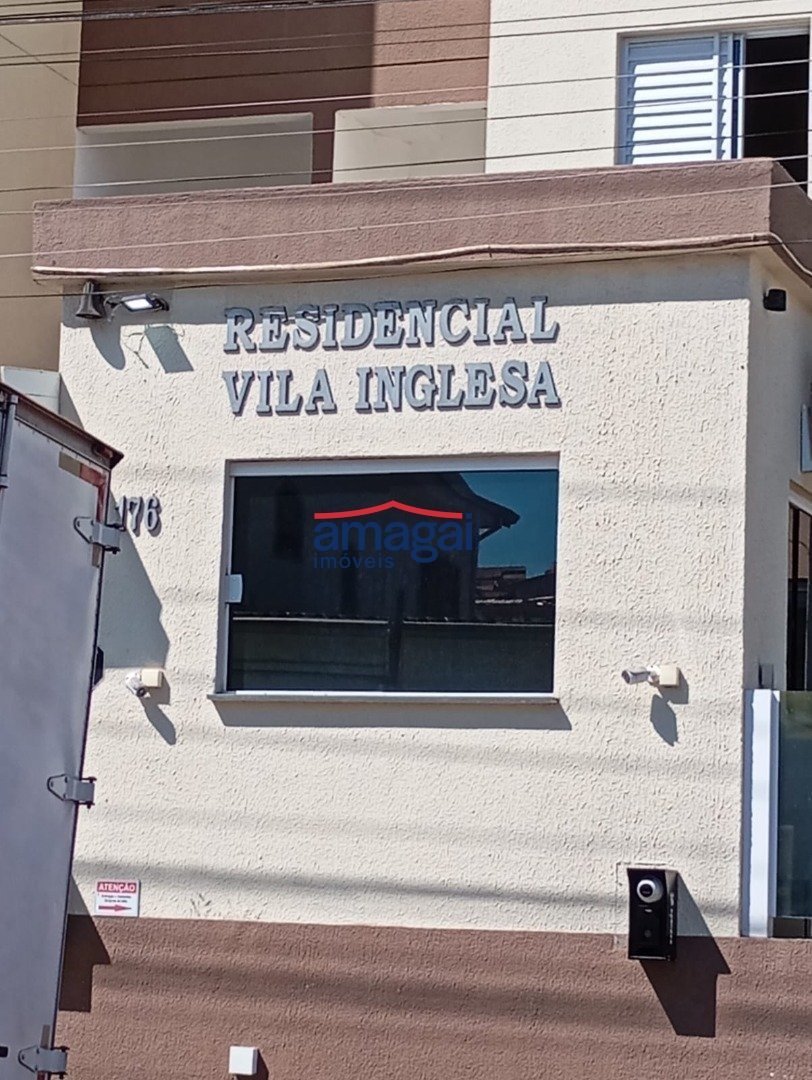 RESIDENCIAL
VILA INGLESA
176
amagai
imóveis
ATENÇÃO